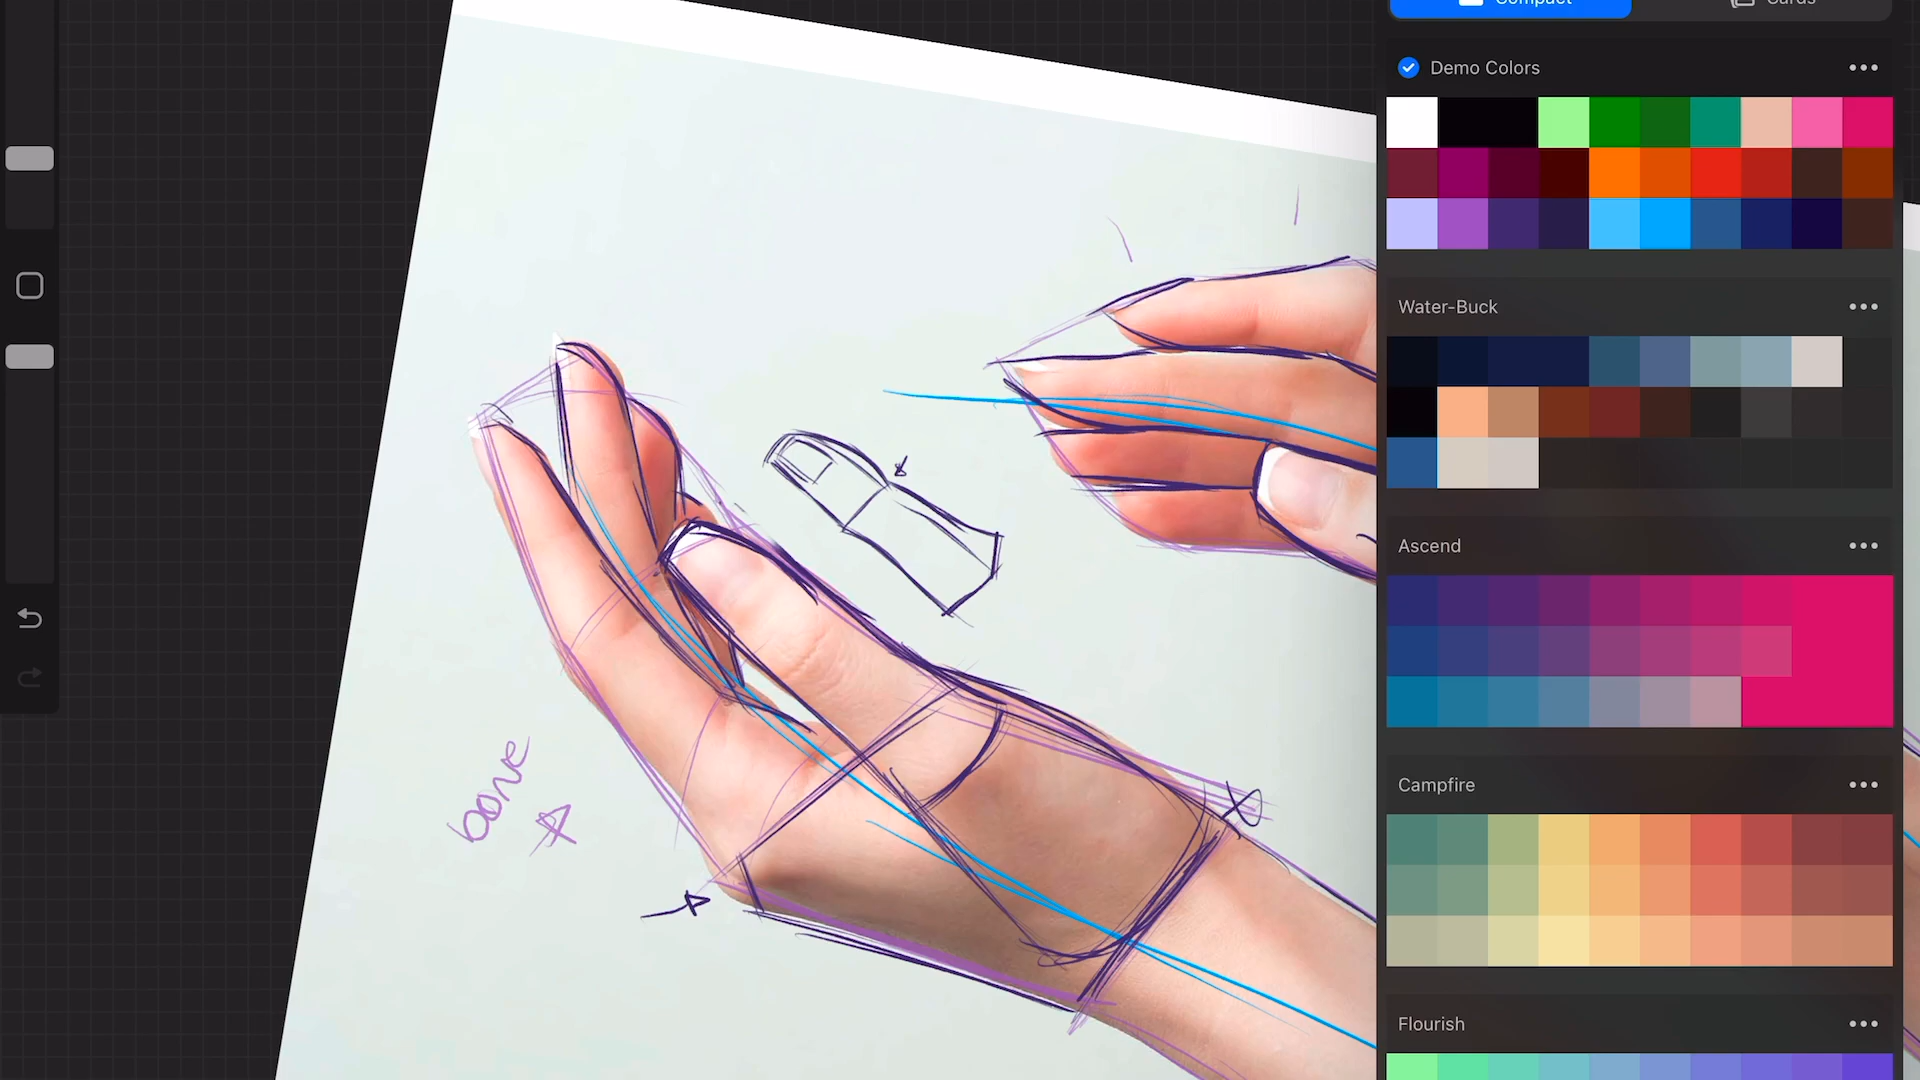 Compact
Cards
Demo Colors
Water-Buck
Ascend
Campfire
Flourish
bone